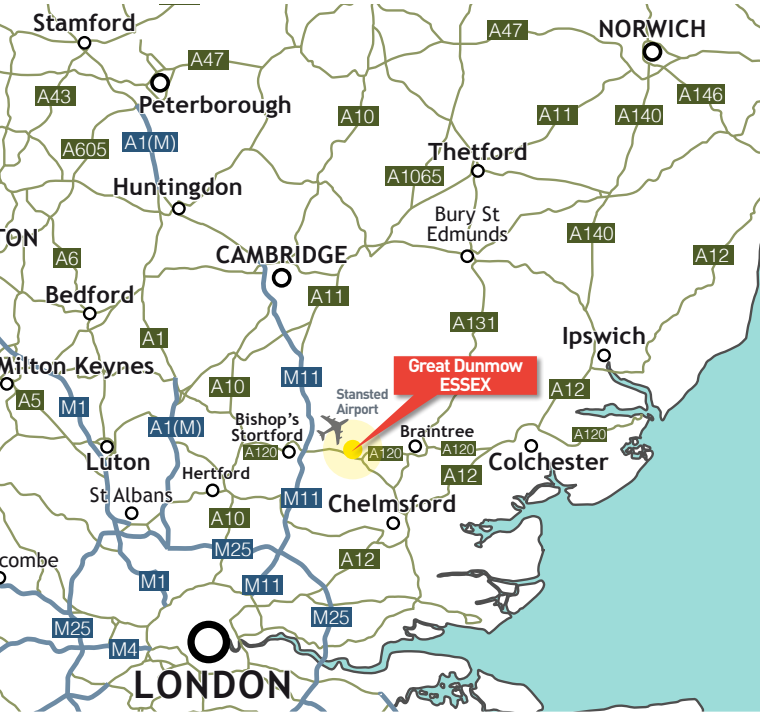 Stamford
A47
NORWICH
A47
A43
Peterborough
A146
A10
A11
A140
A1(M)
A605
Thetford
A1065
Huntingdon
Bury St
Edmunds
TON
A140
CAMBRIDGE
A12
A6
Bedford
A11
A131
A1
Ipswich
Milton Keynes
Great Dunmow
ESSEX
M11
A10
A12
A5
M1
Stansted
Airport
Bishop's
Stortford
A1(M)
Braintree
A120
A120
A120
A120
Luton
Colchester
Hertford
A12
St Albans
M11
Chelmsford
A10
M25
A12
combe
M1
M11
M25
M25
M4
LONDON